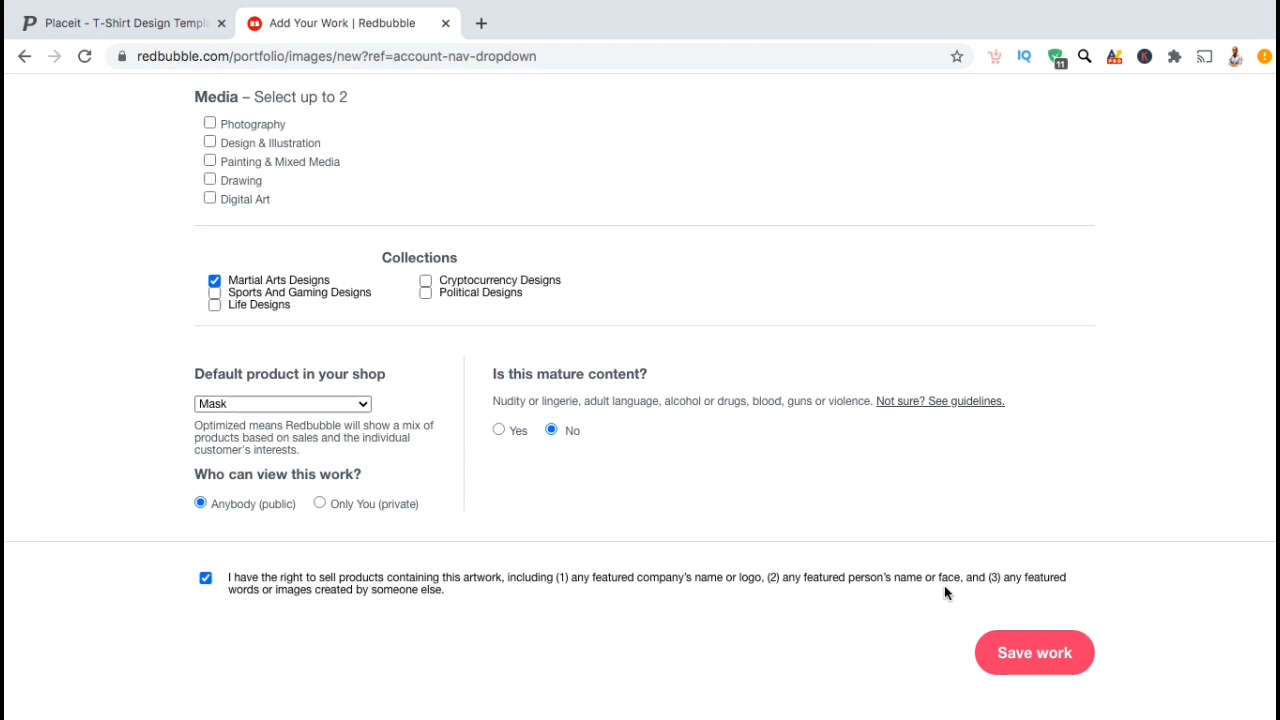 Placeit - T-Shirt Design Templ
Add Your Work | Redbubble
redbubble.com/portfolio/images/new?ref=account-nav-dropdown
IQ
11
PRO
K
Media – Select up to 2
Photography
Design & Illustration
Painting & Mixed Media
Drawing
Digital Art
Collections
Martial Arts Designs
Cryptocurrency Designs
Sports And Gaming Designs
Political Designs
Life Designs
Default product in your shop
Mask
Optimized means Redbubble will show a mix of
products based on sales and the individual
customer's interests.
Who can view this work?
Anybody (public)
Only You (private)
Is this mature content?
Nudity or lingerie, adult language, alcohol or drugs, blood, guns or violence. Not sure? See guidelines.
Yes
No
I have the right to sell products containing this artwork, including (1) any featured company's name or logo, (2) any featured person's name or face, and (3) any featured
words or images created by someone else.
Save work